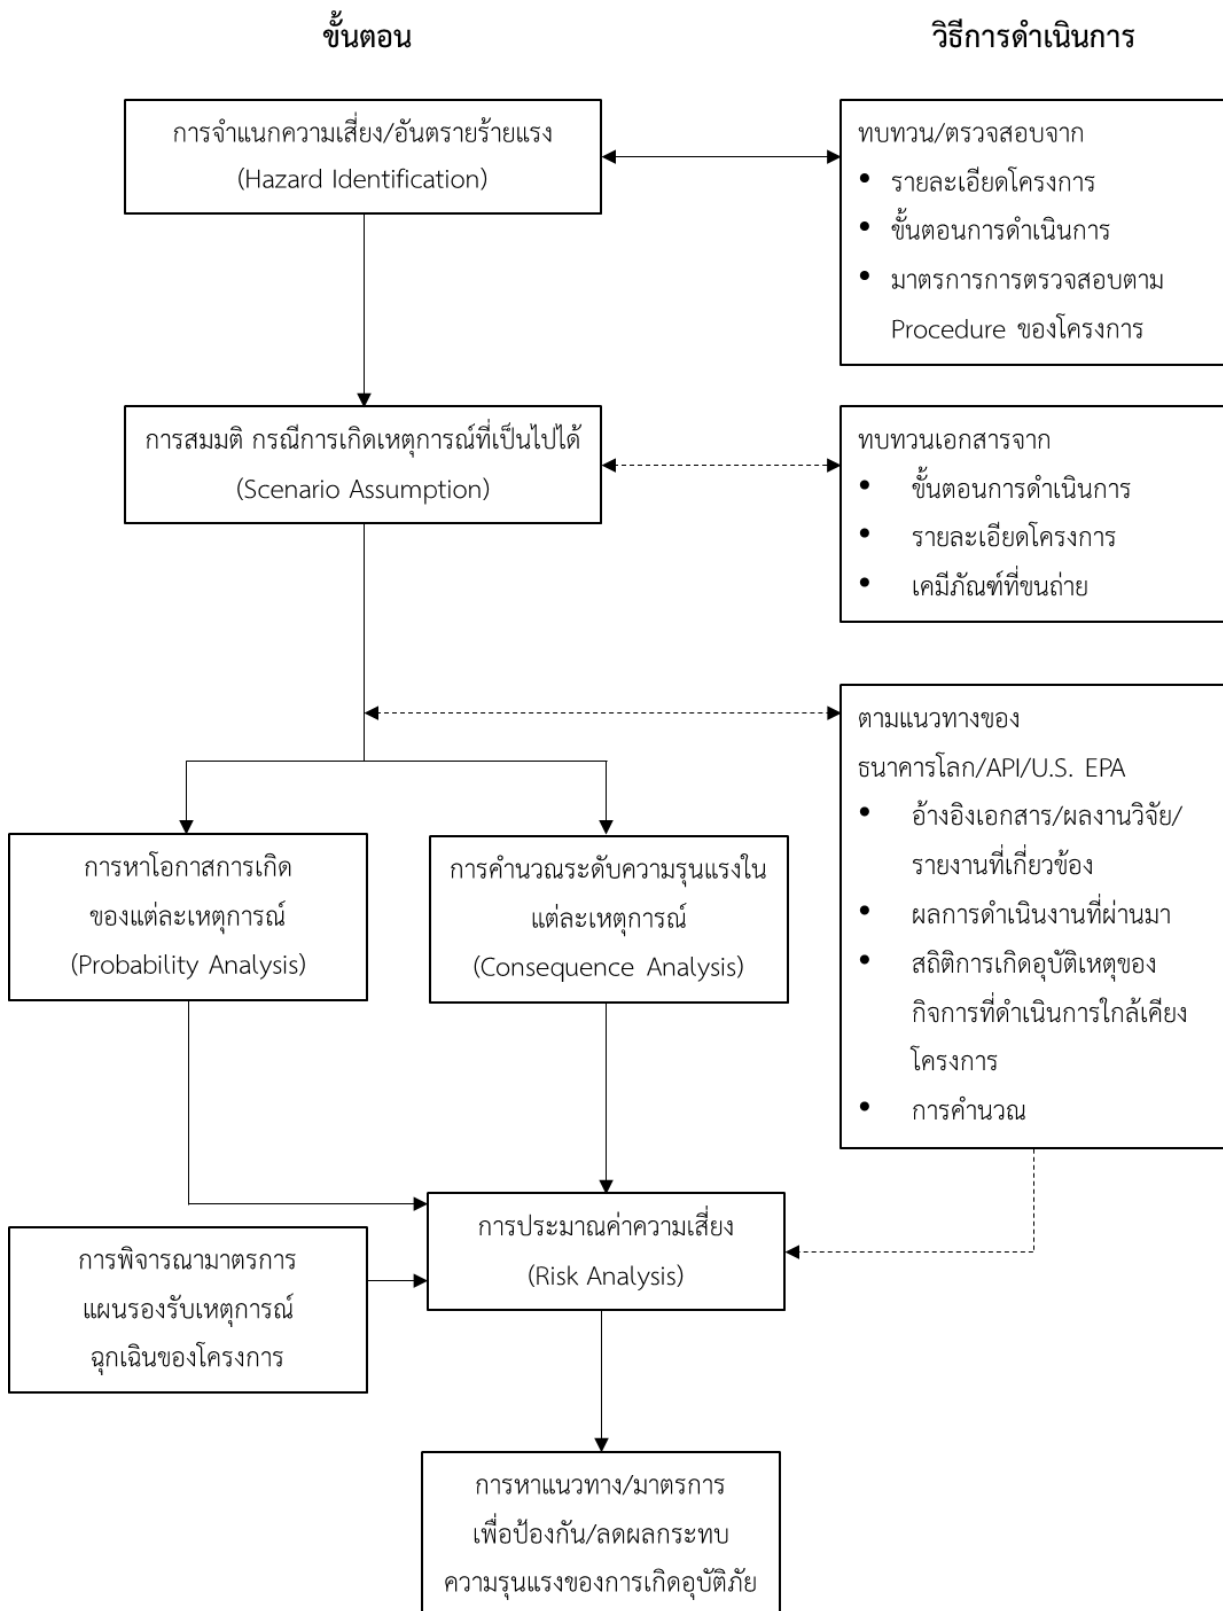 ขั้นตอน
วิธีการดำเนินการ
การจำแนกความเสี่ยง/อันตรายร้ายแรง
(Hazard Identification)
ทบทวน/ตรวจสอบจาก
• รายละเอียดโครงการ
• ขั้นตอนการดำเนินการ
• มาตรการการตรวจสอบตาม
Procedure ของโครงการ
การสมมติ กรณีการเกิดเหตุการณ์ที่เป็นไปได้
(Scenario Assumption)
ทบทวนเอกสารจาก
• ขั้นตอนการดำเนินการ
• รายละเอียดโครงการ
• เคมีภัณฑ์ที่ขนถ่าย
ตามแนวทางของ
ธนาคารโลก/API/U.S. EPA
• อ้างอิงเอกสาร/ผลงานวิจัย/
รายงานที่เกี่ยวข้อง
• ผลการดำเนินงานที่ผ่านมา
• สถิติการเกิดอุบัติเหตุของ
กิจการที่ดำเนินการใกล้เคียง
โครงการ
• การคำนวณ
การหาโอกาสการเกิด
ของแต่ละเหตุการณ์
(Probability Analysis)
การคำนวณระดับความรุนแรงใน
แต่ละเหตุการณ์
(Consequence Analysis)
การประมาณค่าความเสี่ยง
(Risk Analysis)
การพิจารณามาตรการ
แผนรองรับเหตุการณ์
ฉุกเฉินของโครงการ
การหาแนวทาง/มาตรการ
เพื่อป้องกัน/ลดผลกระทบ
ความรุนแรงของการเกิดอุบัติภัย